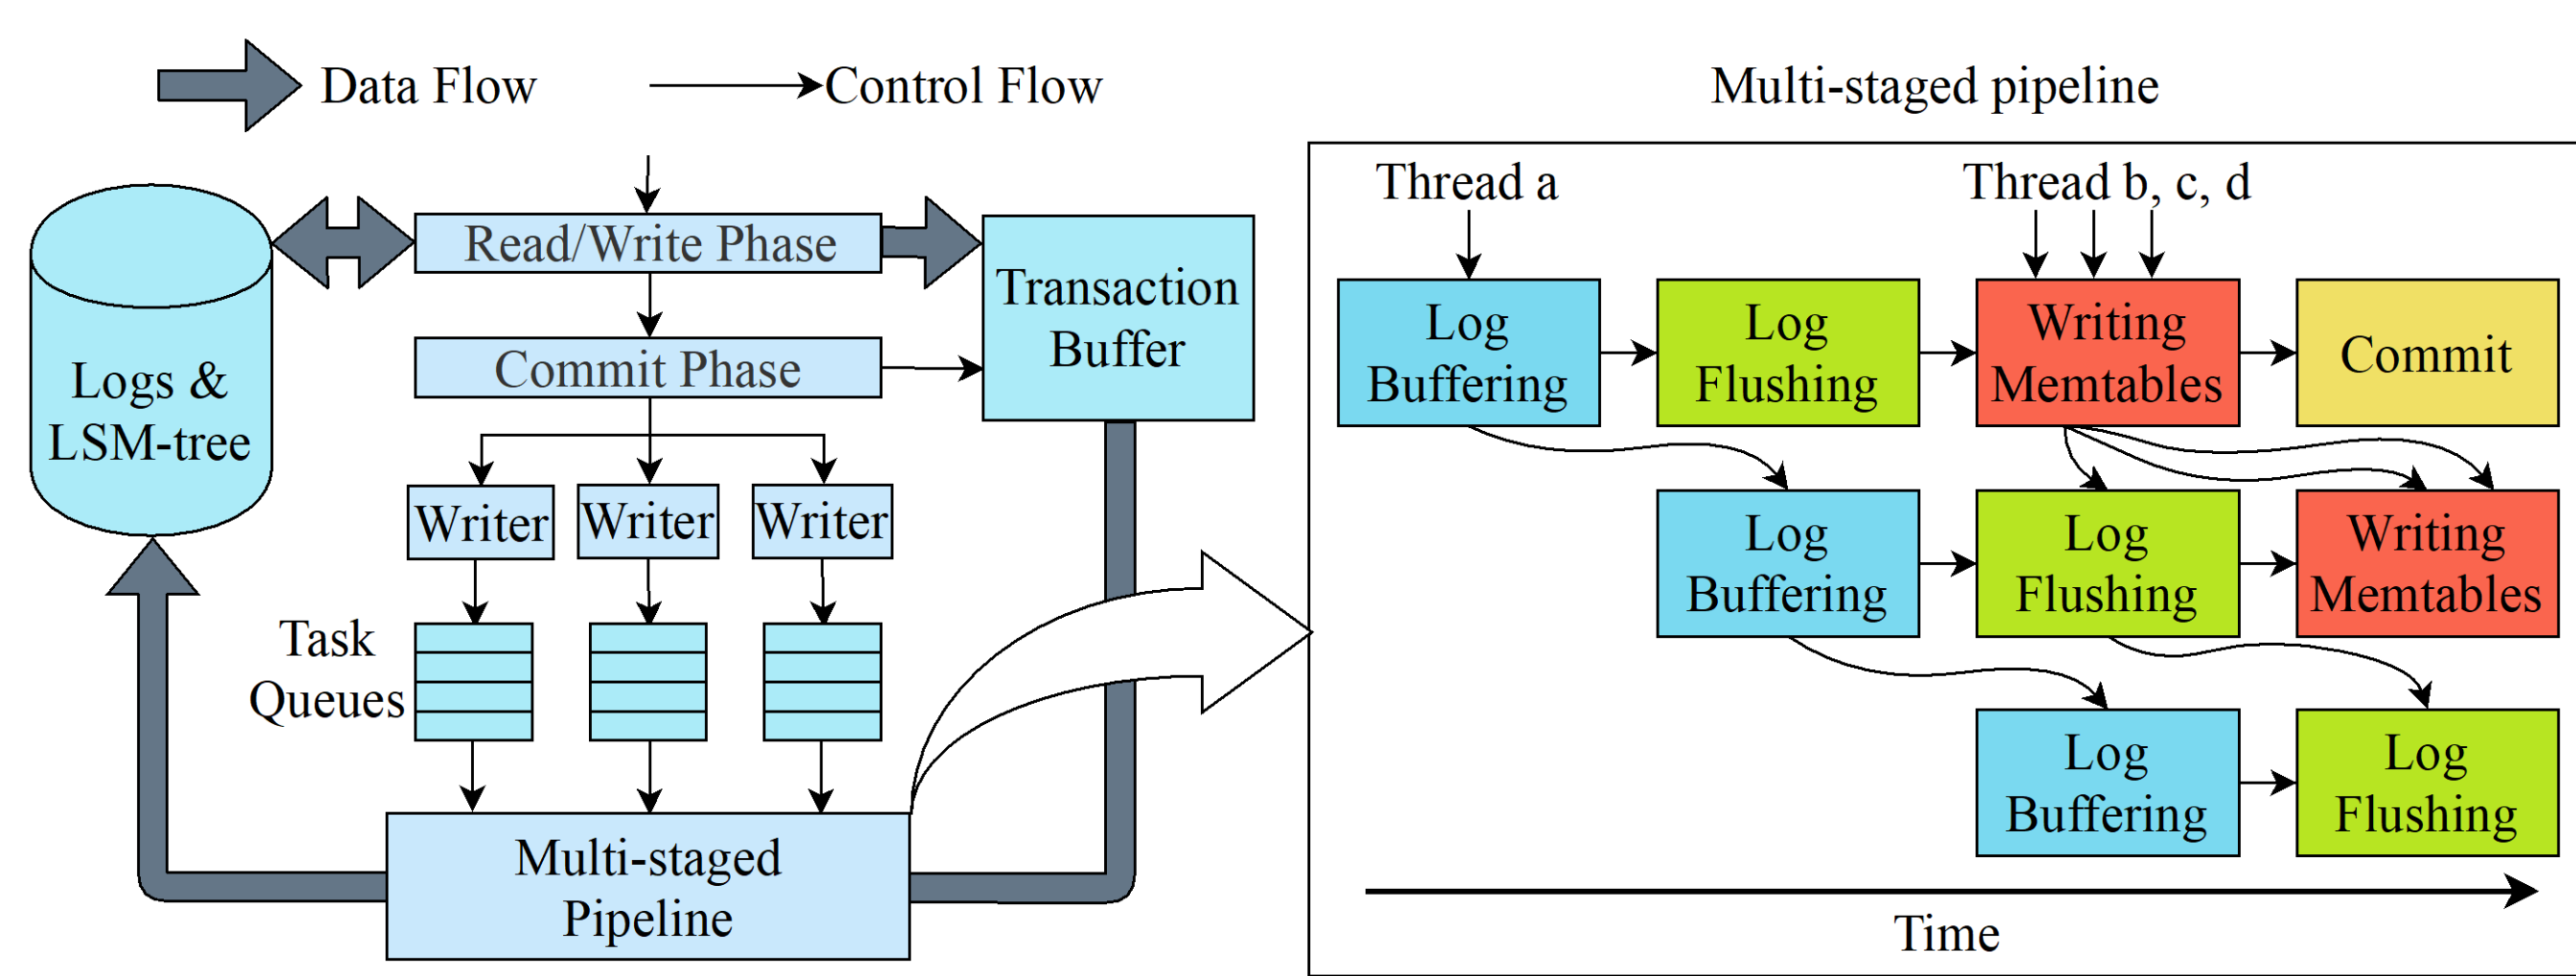 Data Flow
Control Flow
Read/Write Phase
Commit Phase
Transaction
Buffer
Logs &
LSM-tree
Writer
Writer
Writer
Task
Queues
Multi-staged
Pipeline
Multi-staged pipeline
Thread a
Thread b, c, d
Log
Buffering
Log
Flushing
Writing
Memtables
Commit
Log
Buffering
Log
Flushing
Writing
Memtables
Log
Buffering
Log
Flushing
Time